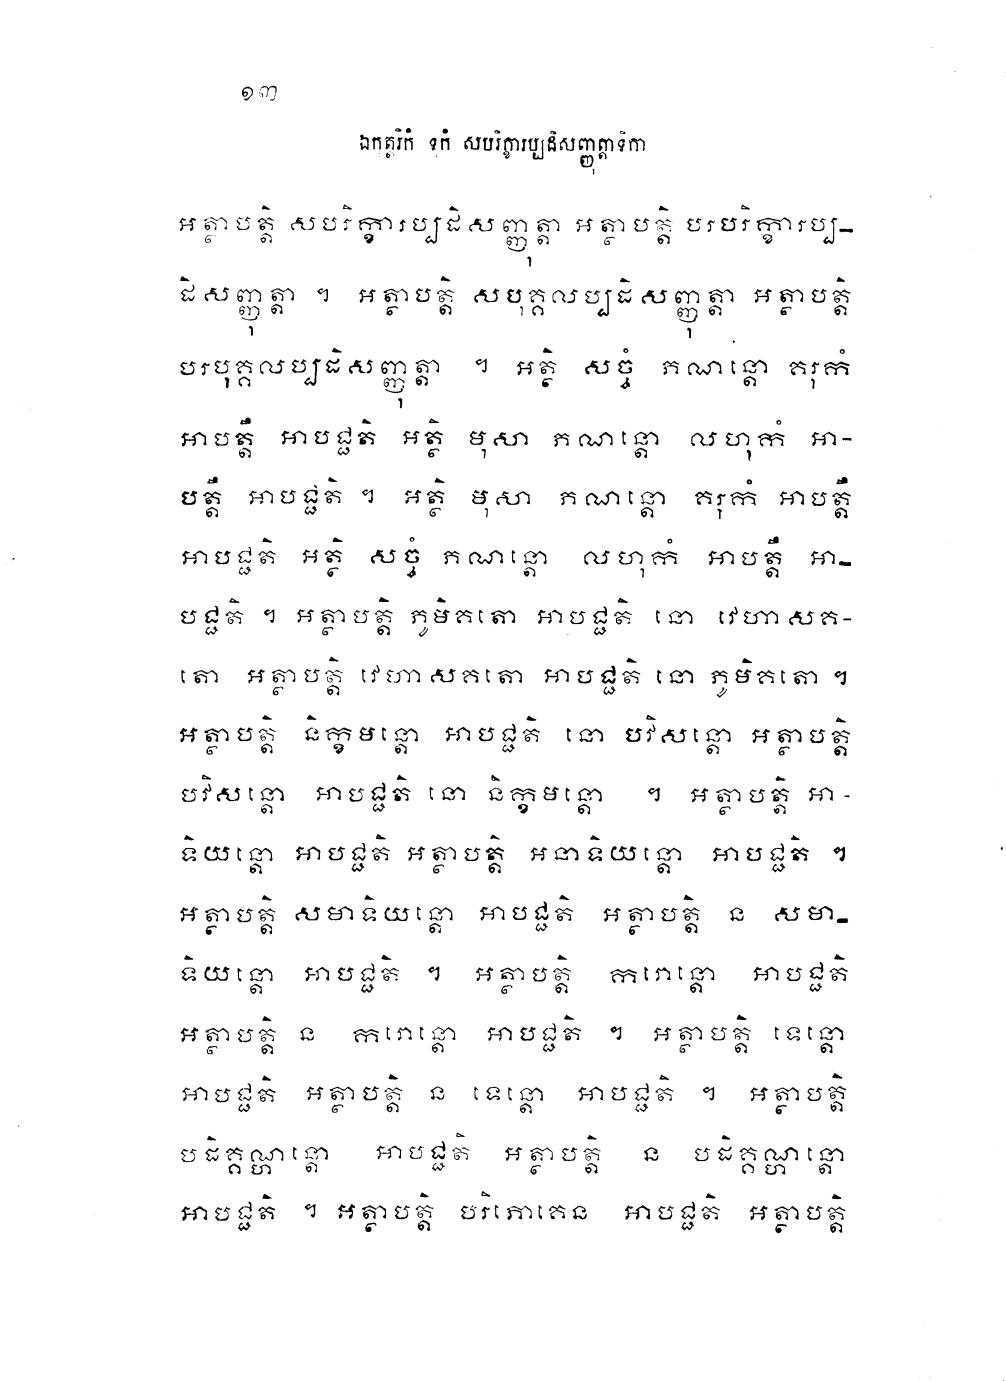 ១៣
ឯកុត្តរិកំ ទុកំ សបរិក្ខារប្បដិសញ្ញុត្តាទិកា
អត្ថាបត្តិ សបរិក្ខារប្បដិសញ្ញុត្តា អត្ថាបត្តិ បរបរិក្ខារប្ប-
ដិសញ្ញុត្តា ។ អត្ថាបត្តិ សបុគ្គលប្បដិសញ្ញុត្តា អត្ថាបត្តិ
បរបុគ្គលប្បដិសញ្ញុត្តា ។ អត្ថិ សច្ចំ ភណន្តោ គរុកំ
អាបត្តឹ អាបជ្ជតិ អត្ថិ មុសា ភណន្តោ លហុកំ អា-
បត្តឹ អាបជ្ជតិ ។ អត្ថិ មុសា ភណន្តោ គរុកំ អាបត្តឹ
អាបជ្ជតិ អត្ថិ សច្ចំ ភណន្តោ លហុកំ អាបត្តឹ អា-
បជ្ជតិ ។ អត្ថាបត្តិ ភូមិគតោ អាបជ្ជតិ នោ វេហាសគ-
តោ អត្ថាបត្តិ វេហាសគតោ អាបជ្ជតិ នោ ភូមិគតោ ។
អត្ថាបត្តិ និក្ខមន្តោ អាបជ្ជតិ នោ បវិសន្តោ អត្ថាបត្តិ
បវិសន្តោ អាបជ្ជតិ នោ និក្ខមន្តោ ។ អត្ថាបត្តិ អា-
ទិយន្តោ អាបជ្ជតិ អត្ថាបត្តិ អនាទិយន្តោ អាបជ្ជតិ ។
អត្ថាបត្តិ សមាទិយន្តោ អាបជ្ជតិ អត្ថាបត្តិ ន សមា-
ទិយន្តោ អាបជ្ជតិ ។ អត្ថាបត្តិ ករោន្តោ អាបជ្ជតិ
អត្ថាបត្តិ ន ករោន្តោ អាបជ្ជតិ ។ អត្ថាបត្តិ ទេន្តោ
អាបជ្ជតិ អត្ថាបត្តិ ន ទេន្តោ អាបជ្ជតិ ។ អត្ថាបត្តិ
បដិគ្គណ្ហន្តោ អាបជ្ជតិ អត្ថាបត្តិ ន បដិគ្គណ្ហន្តោ
អាបជ្ជតិ ។ អត្ថាបត្តិ បរិភោគេន អាបជ្ជតិ អត្ថាបត្តិ